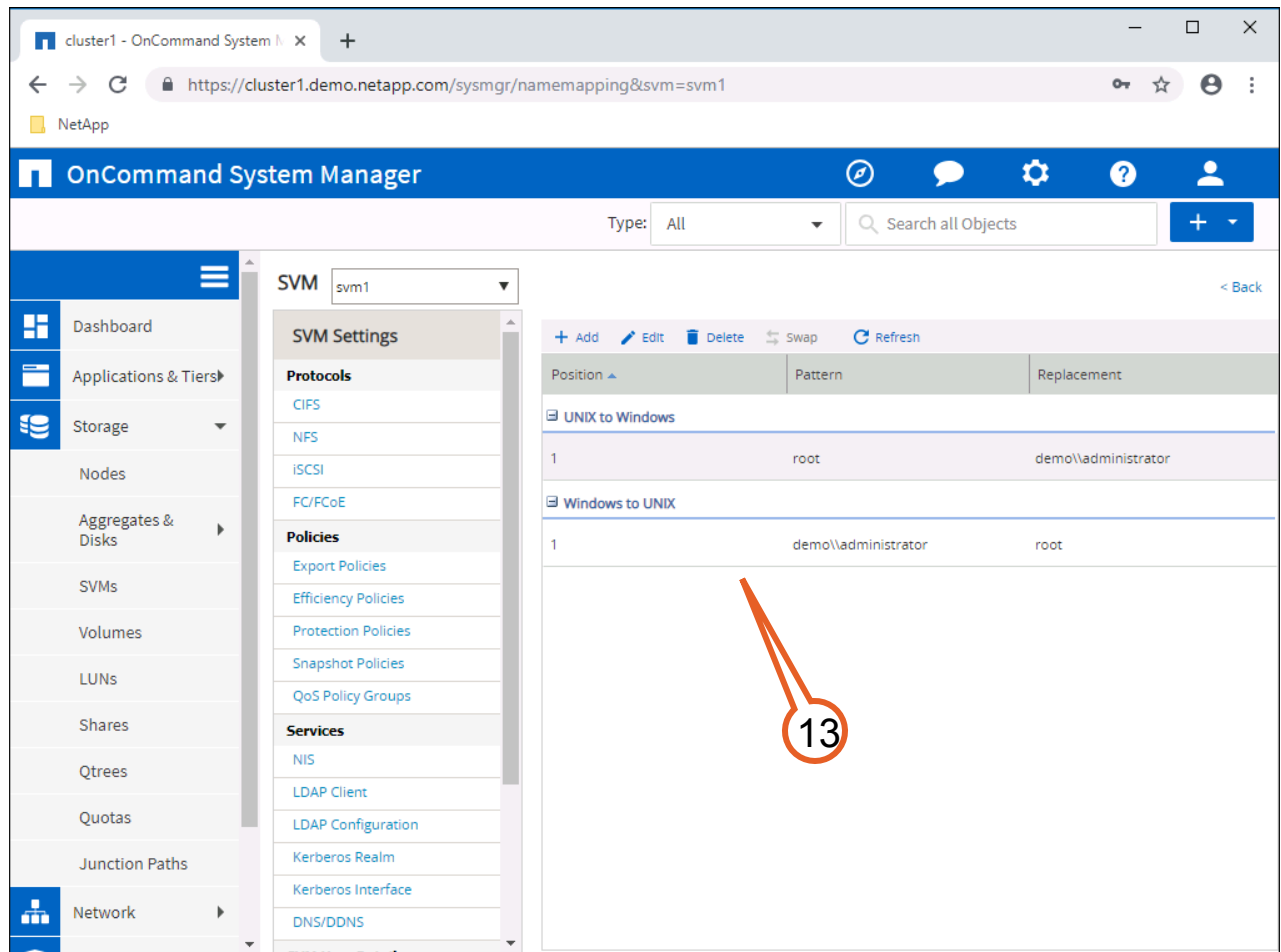 cluster1 - OnCommand System M
https://cluster1.demo.netapp.com/sysmgr/namemapping&svm=svm1
NetApp
OnCommand System Manager
Type: All Search all Objects
SVM svm1 < Back
Dashboard
Applications & Tiers
Storage
Nodes
Aggregates &
Disks
SVMs
Volumes
LUNs
Shares
Qtrees
Quotas
Junction Paths
Network
SVM Settings
Protocols
CIFS
NFS
iSCSI
FC/FCoE
Policies
Export Policies
Efficiency Policies
Protection Policies
Snapshot Policies
QoS Policy Groups
Services
NIS
LDAP Client
LDAP Configuration
Kerberos Realm
Kerberos Interface
DNS/DDNS
+ Add Edit Delete Swap Refresh
Position Pattern Replacement
UNIX to Windows
1 root demo\\administrator
Windows to UNIX
1 demo\\administrator root
13